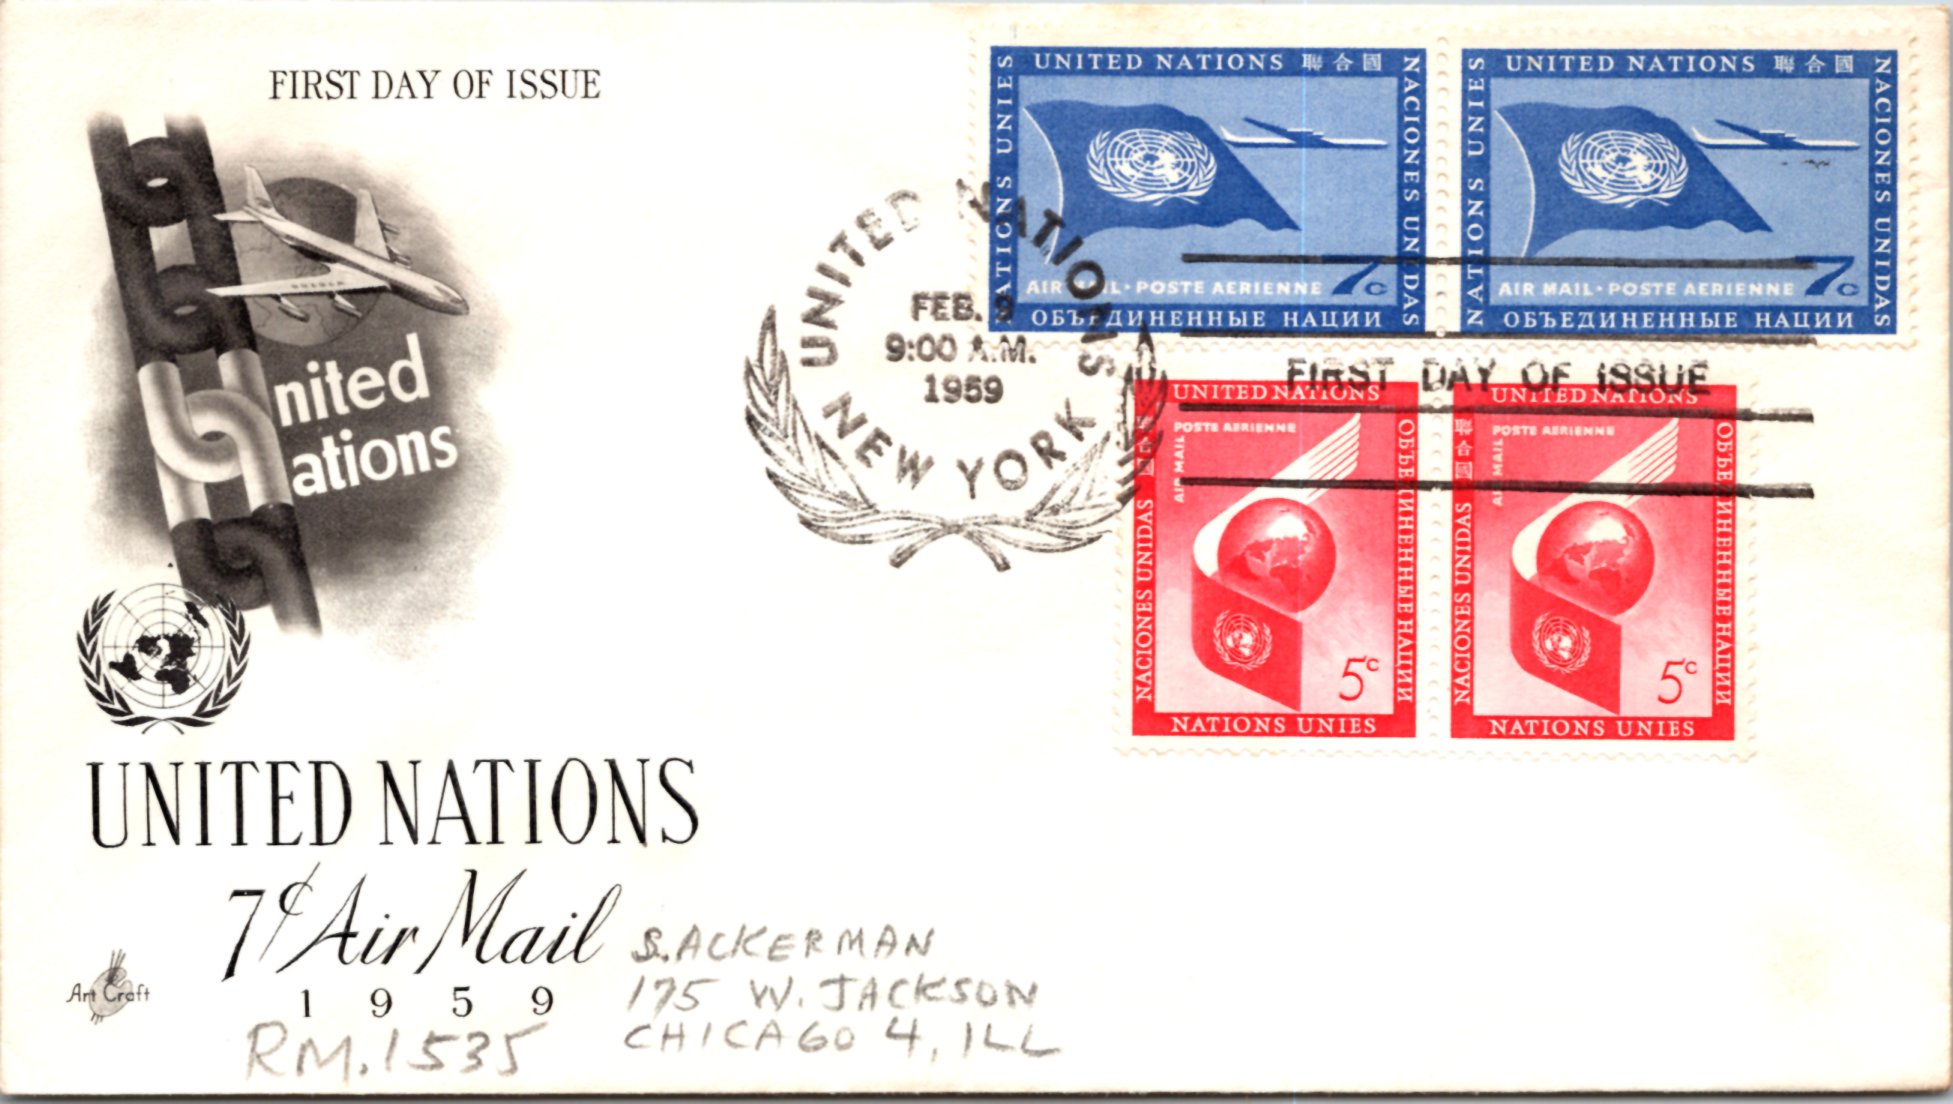 FIRST DAY OF ISSUE
United
Nations
UNITED NATIONS
7¢ Air Mail
1959
Art Craft
RM. 1535
S. ACKERMAN
175 W. JACKSON
CHICAGO 4, ILL
UNITED NATIONS
FEB. 9
9:00 A.M.
1959
NEW YORK
FIRST DAY OF ISSUE
UNITED NATIONS 聯合國
NATIONS UNIES
NACIONES UNIDAS
AIR MAIL · POSTE AERIENNE 7c
ОБЪЕДИНЕННЫЕ НАЦИИ
UNITED NATIONS 聯合國
NATIONS UNIES
NACIONES UNIDAS
AIR MAIL · POSTE AERIENNE 7c
ОБЪЕДИНЕННЫЕ НАЦИИ
UNITED NATIONS
POSTE AERIENNE
AIR MAIL
NACIONES UNIDAS
ОБЪЕДИНЕННЫЕ НАЦИИ
5c
NATIONS UNIES
UNITED NATIONS
POSTE AERIENNE
AIR MAIL
NACIONES UNIDAS 聯合國
ОБЪЕДИНЕННЫЕ НАЦИИ
5c
NATIONS UNIES